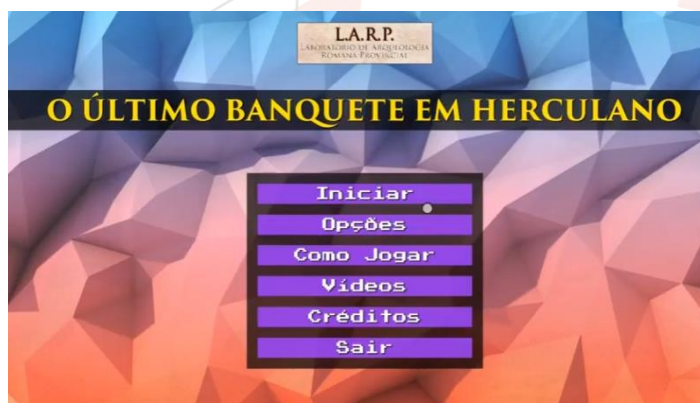 L.A.R.P.
LABORATÓRIO DE ARQUEOLOGIA
ROMANA PROVINCIAL
O ÚLTIMO BANQUETE EM HERCULANO
Iniciar
Opções
Como Jogar
Vídeos
Créditos
Sair